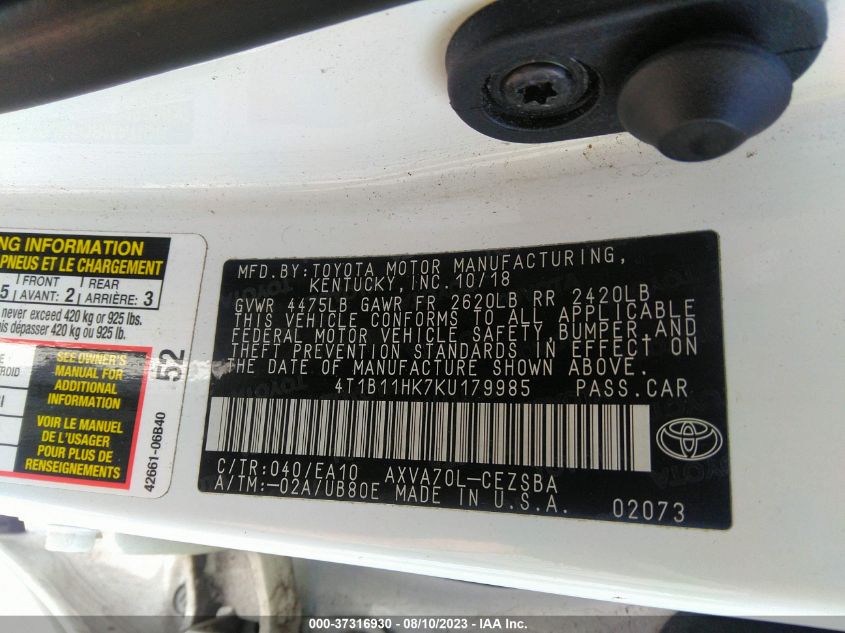 NG INFORMATION
PNEUS ET LE CHARGEMENT
5 FRONT AVANT: 2 REAR ARRIÈRE: 3
never exceed 420 kg or 925 lbs.
dépasser 420 kg ou 925 lb.
SEE OWNER'S
MANUAL FOR
ADDITIONAL
INFORMATION
VOIR LE MANUEL
DE L'USAGER
POUR PLUS DE
RENSEIGNEMENTS
52
42661-06B40
MFD.BY:TOYOTA MOTOR MANUFACTURING,
KENTUCKY,INC.10/18
GVWR 4475LB GAWR FR 2620LB RR 2420LB
THIS VEHICLE CONFORMS TO ALL APPLICABLE
FEDERAL MOTOR VEHICLE SAFETY,BUMPER,AND
THEFT PREVENTION STANDARDS IN EFFECT ON
THE DATE OF MANUFACTURE SHOWN ABOVE.
4T1B11HK7KU179985 PASS.CAR
C/TR:040/EA10 AXVA70L-CEZSBA
A/TM:-02A/UB80E MADE IN U.S.A.
02073
000-37316930 — 08/10/2023 — IAA Inc.